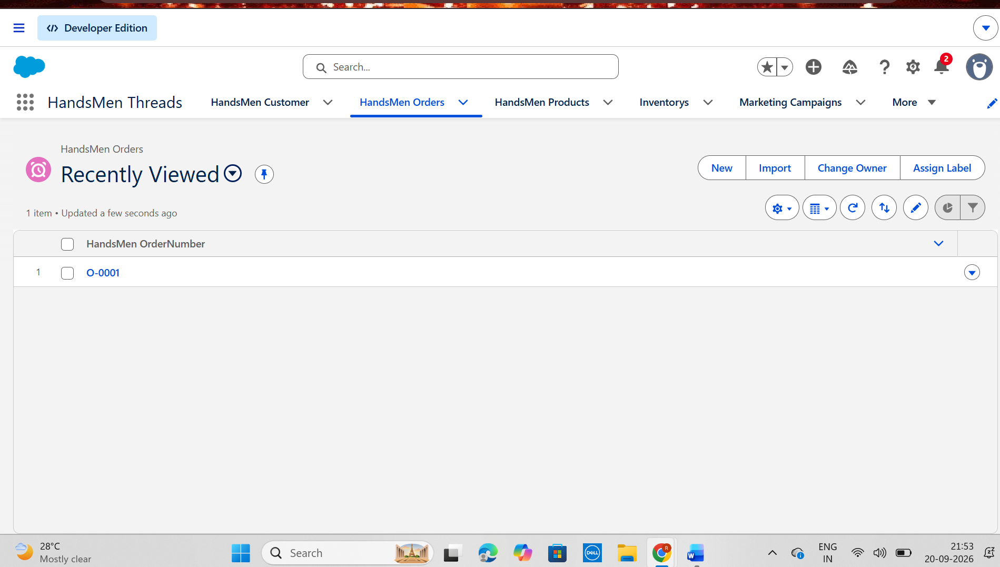 Developer Edition
Search...
2
HandsMen Threads
HandsMen Customer
HandsMen Orders
HandsMen Products
Inventorys
Marketing Campaigns
More
HandsMen Orders
Recently Viewed
New
Import
Change Owner
Assign Label
1 item • Updated a few seconds ago
HandsMen OrderNumber
1
O-0001
28°C
Mostly clear
Search
DELL
R
W
ENG
IN
21:53
20-09-2026